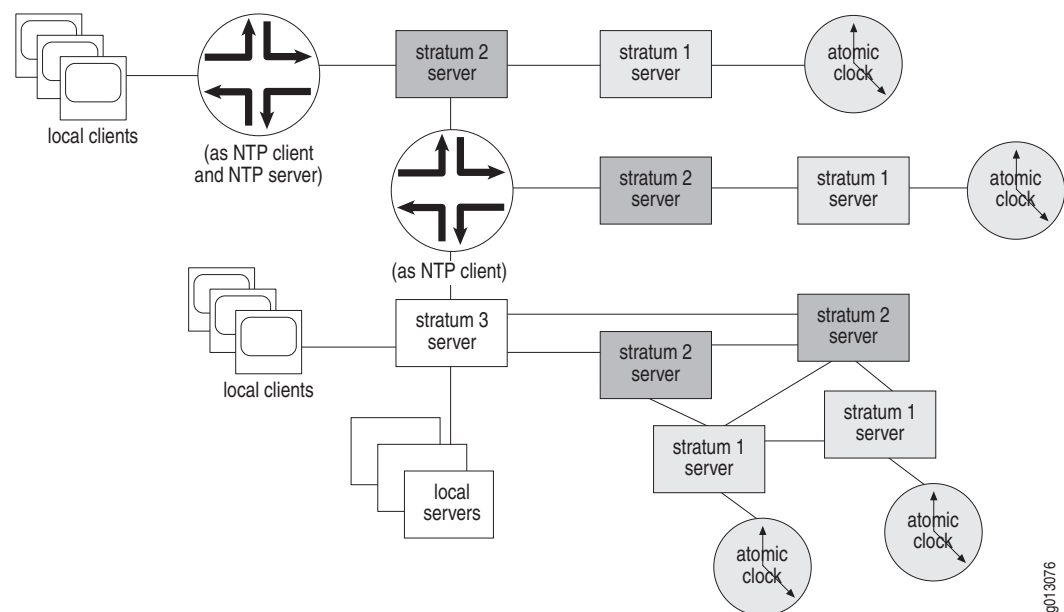 stratum 2
server
stratum 1
server
atomic
clock
local clients
(as NTP client
and NTP server)
stratum 2
server
stratum 1
server
atomic
clock
(as NTP client)
stratum 3
server
stratum 2
server
stratum 2
server
local clients
stratum 1
server
stratum 1
server
local
servers
atomic
clock
atomic
clock
g013076